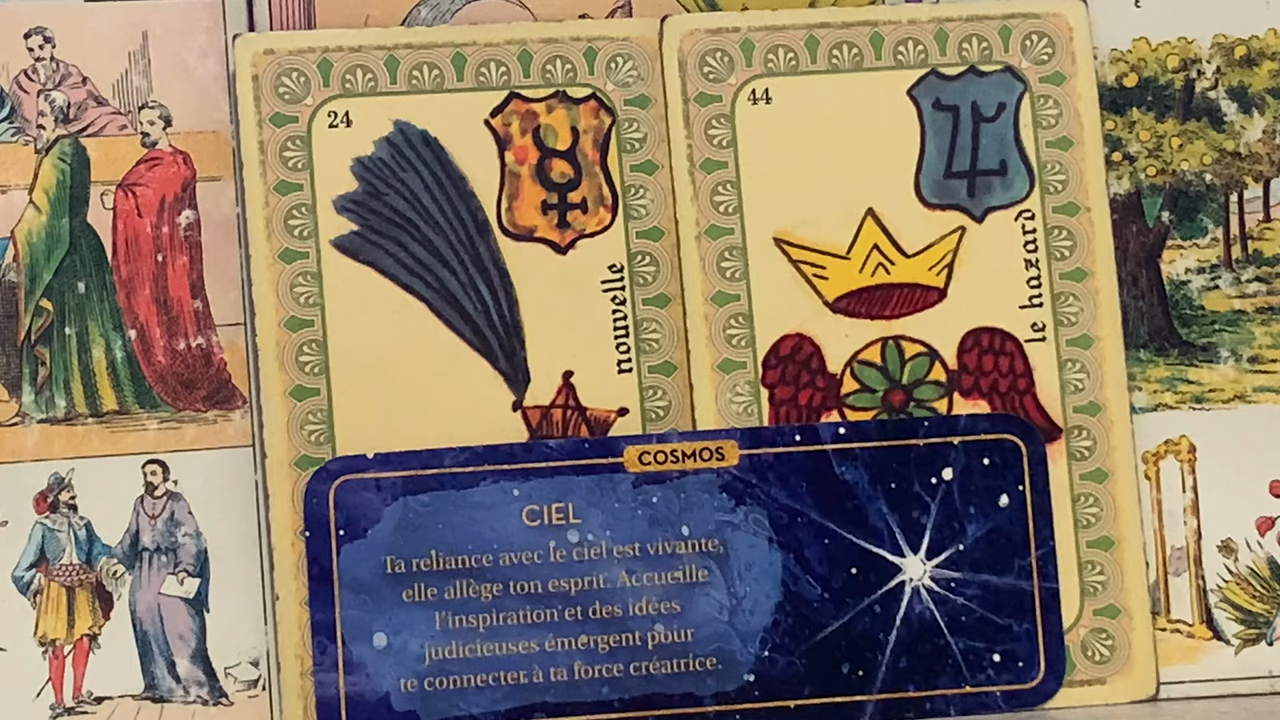 24
nouvelle
44
le hazard
COSMOS
CIEL
Ta reliance avec le ciel est vivante,
elle allège ton esprit. Accueille
l'inspiration et des idées
judicieuses émergent pour
te connecter à ta force créatrice.